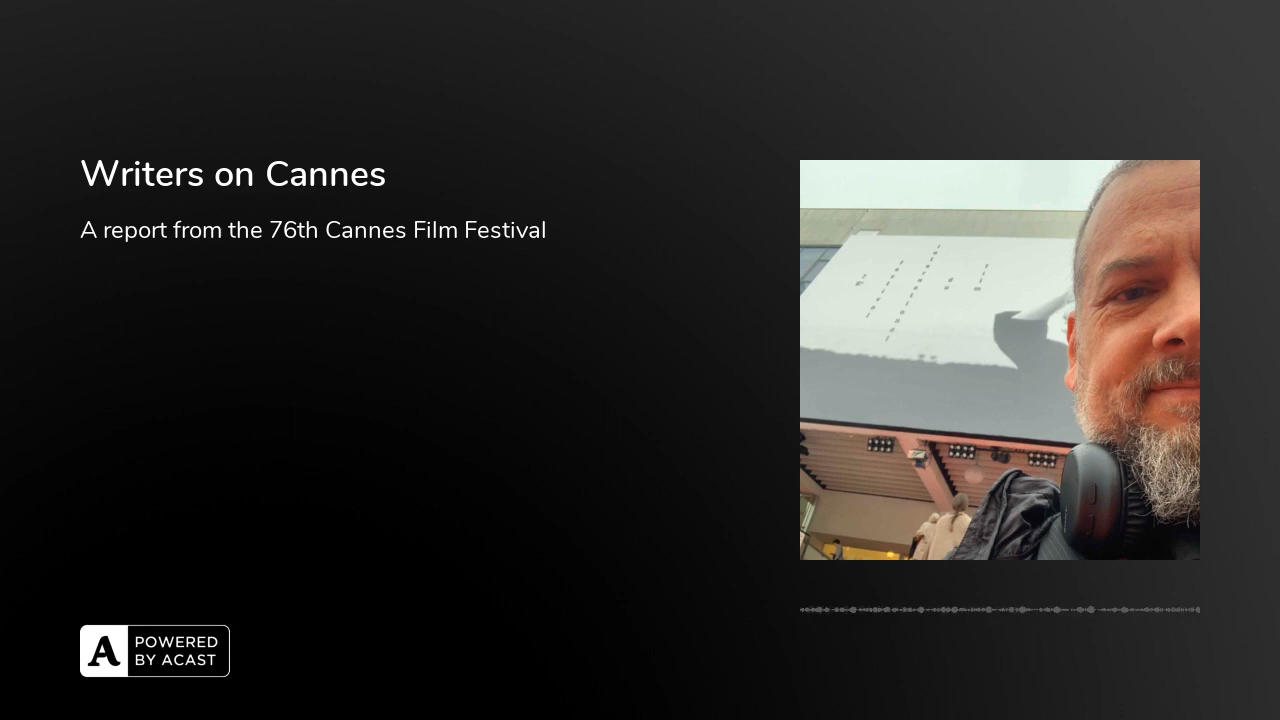 Writers on Cannes
A report from the 76th Cannes Film Festival
A POWERED
BY ACAST